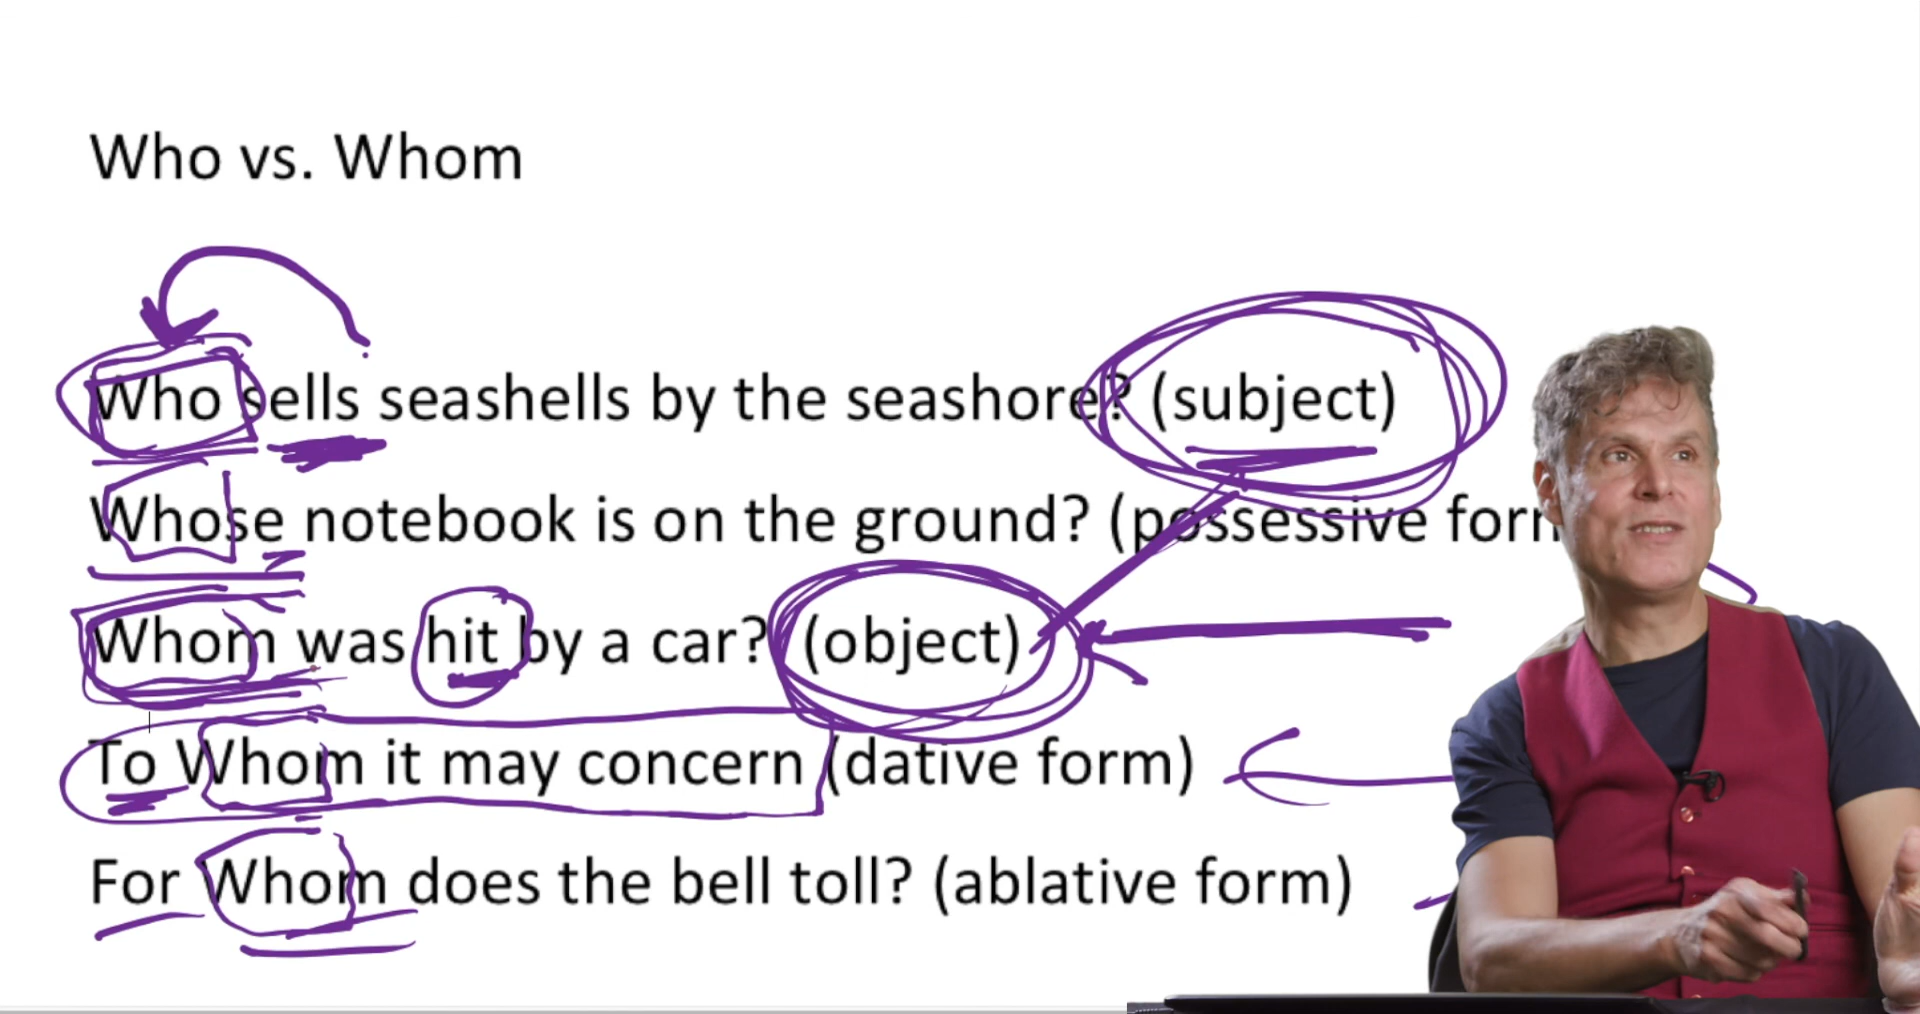 Who vs. Whom
Who sells seashells by the seashore? (subject)
Whose notebook is on the ground? (possessive forr
Whom was hit by a car? (object)
To Whom it may concern (dative form)
For Whom does the bell toll? (ablative form)